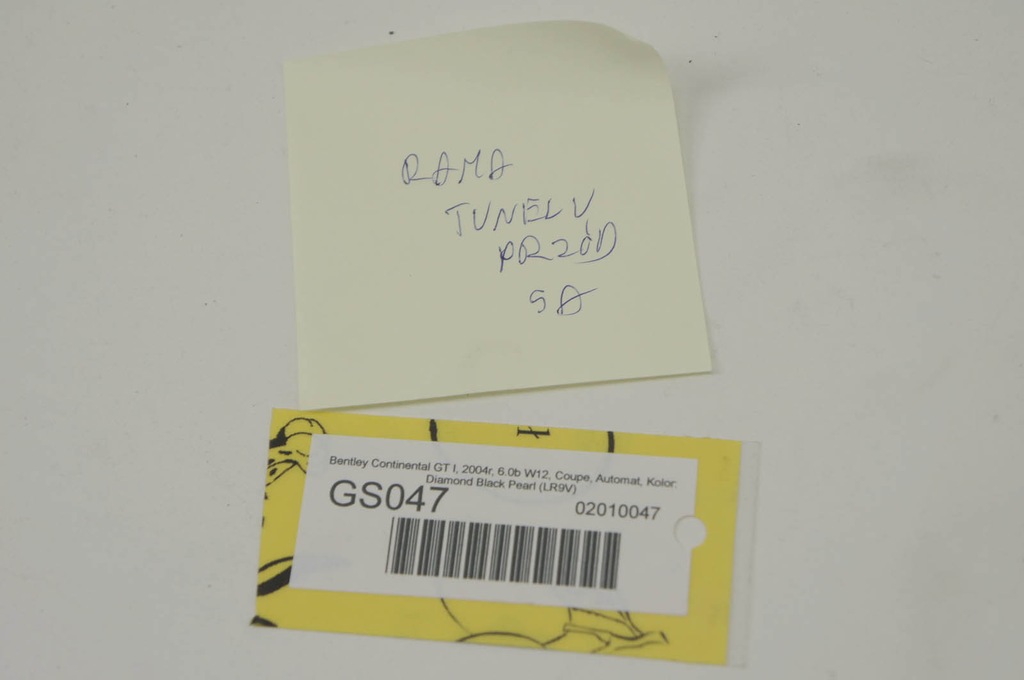 RAMA
TUNELU
PRZÓD
5A
Bentley Continental GT I, 2004r, 6.0b W12, Coupe, Automat, Kolor:
Diamond Black Pearl (LR9V)
GS047 02010047